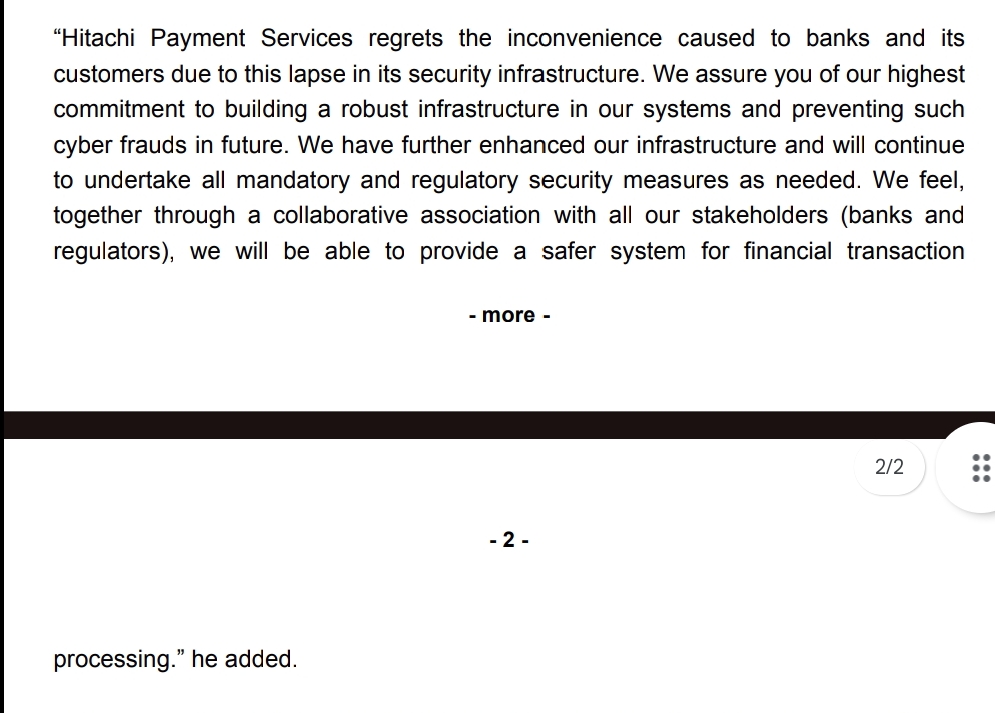 “Hitachi Payment Services regrets the inconvenience caused to banks and its
customers due to this lapse in its security infrastructure. We assure you of our highest
commitment to building a robust infrastructure in our systems and preventing such
cyber frauds in future. We have further enhanced our infrastructure and will continue
to undertake all mandatory and regulatory security measures as needed. We feel,
together through a collaborative association with all our stakeholders (banks and
regulators), we will be able to provide a safer system for financial transaction
- more -
2/2
- 2 -
processing.” he added.